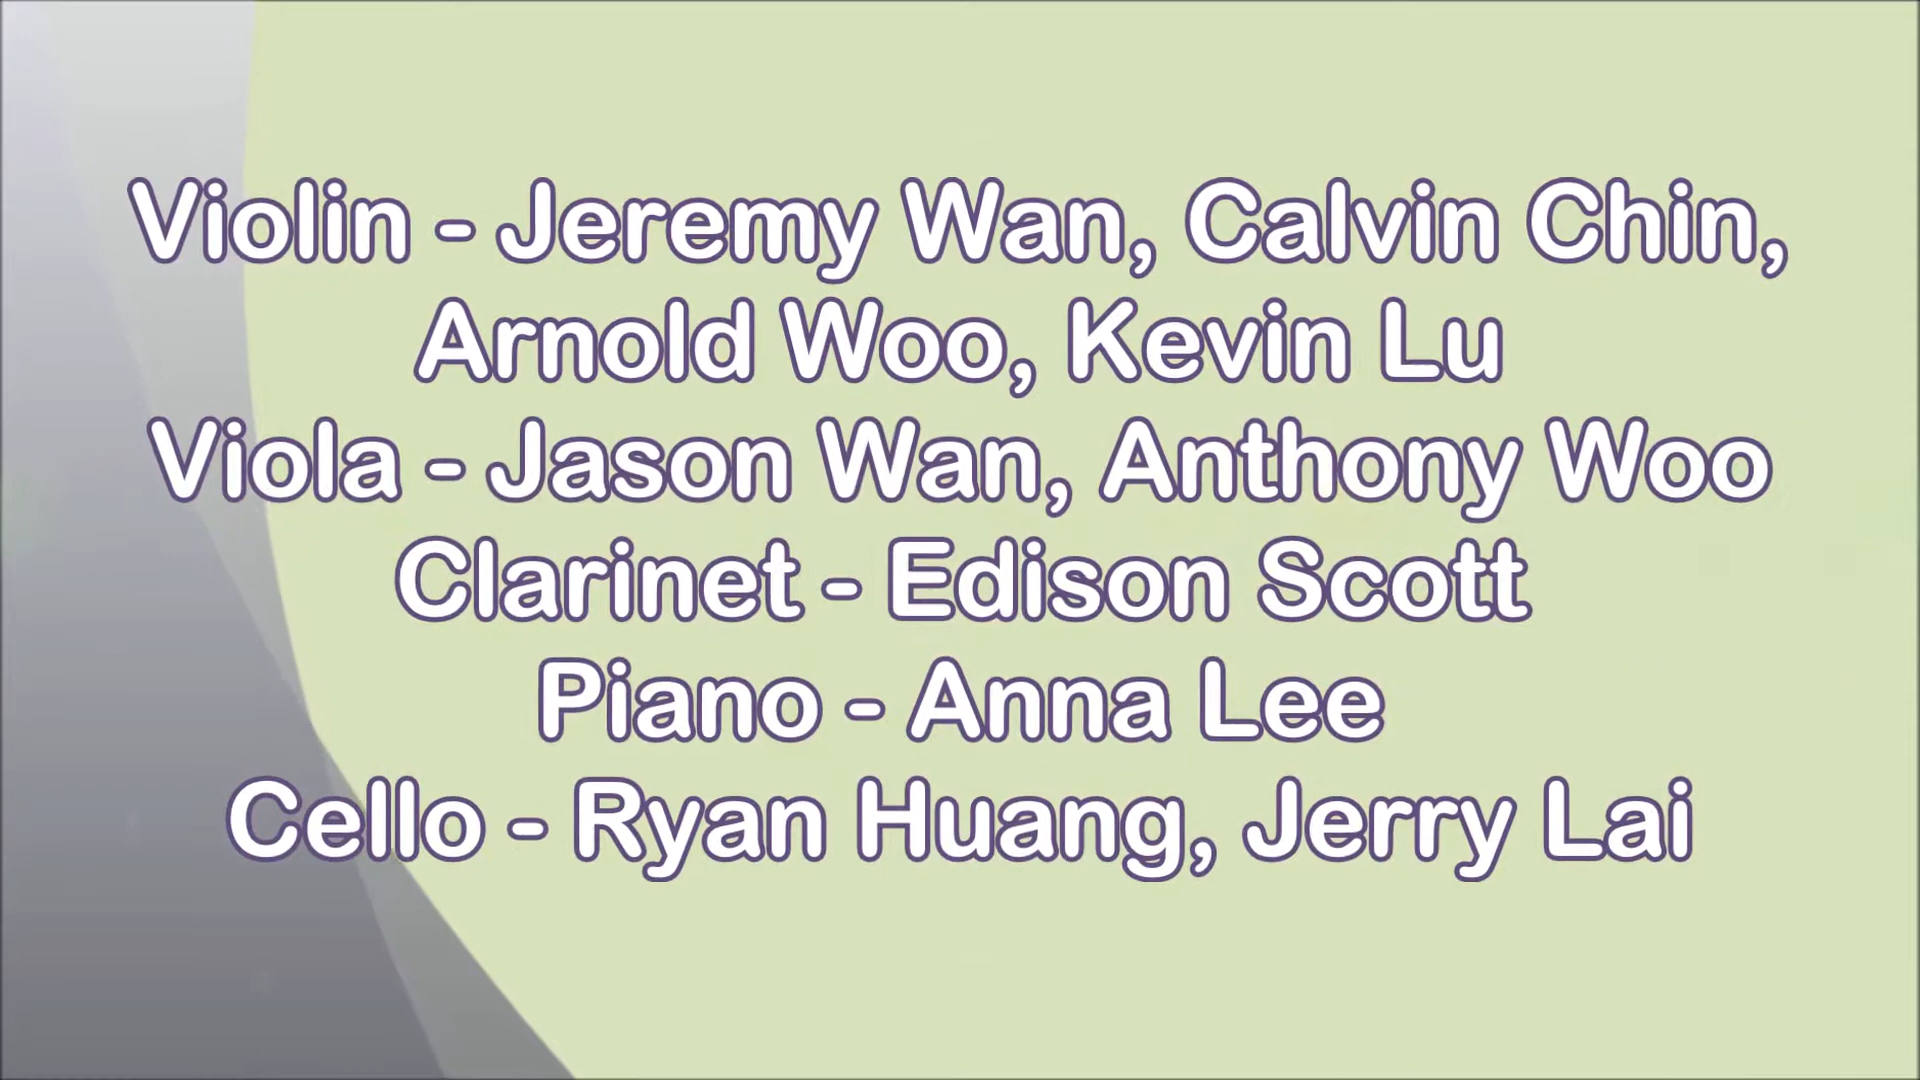 Violin - Jeremy Wan, Calvin Chin,
Arnold Woo, Kevin Lu
Viola - Jason Wan, Anthony Woo
Clarinet - Edison Scott
Piano - Anna Lee
Cello - Ryan Huang, Jerry Lai